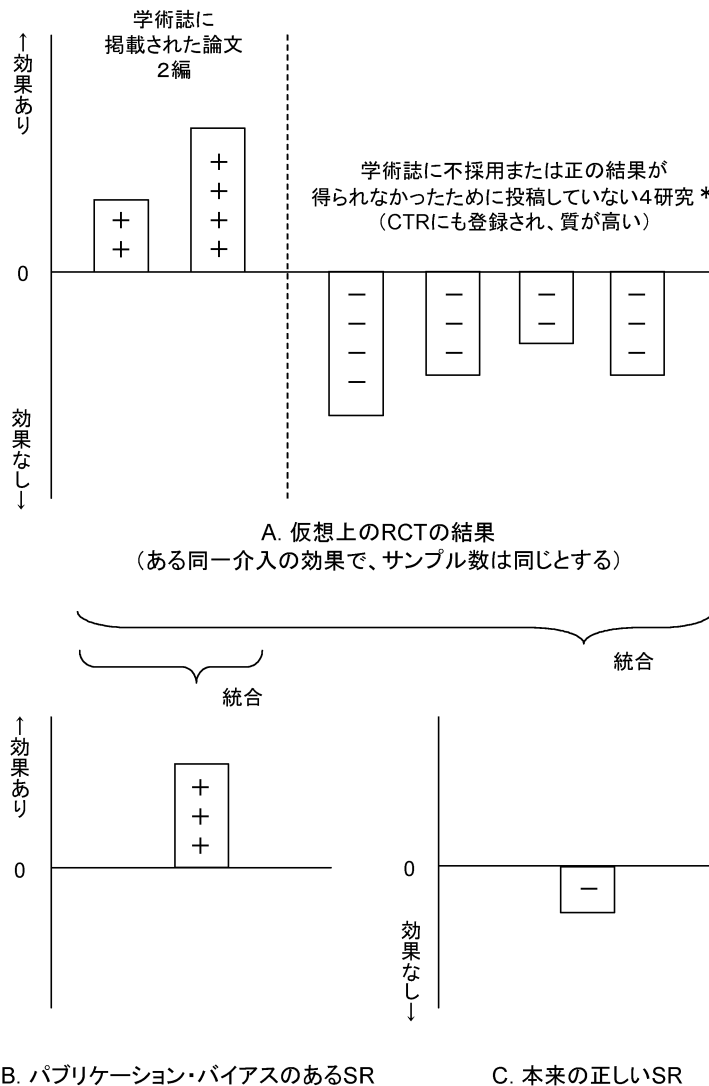 学術誌に
掲載された論文
2編
↑効果あり
学術誌に不採用または正の結果が
得られなかったために投稿していない4研究*
(CTRにも登録され、質が高い)
+
+
+
+
+
+
0
−
−
−
−
−
−
−
−
−
−
−
−
効果なし↓
A. 仮想上のRCTの結果
(ある同一介入の効果で、サンプル数は同じとする)
統合
統合
↑効果あり
+
+
+
0
0
−
効果なし↓
B. パブリケーション・バイアスのあるSR
C. 本来の正しいSR